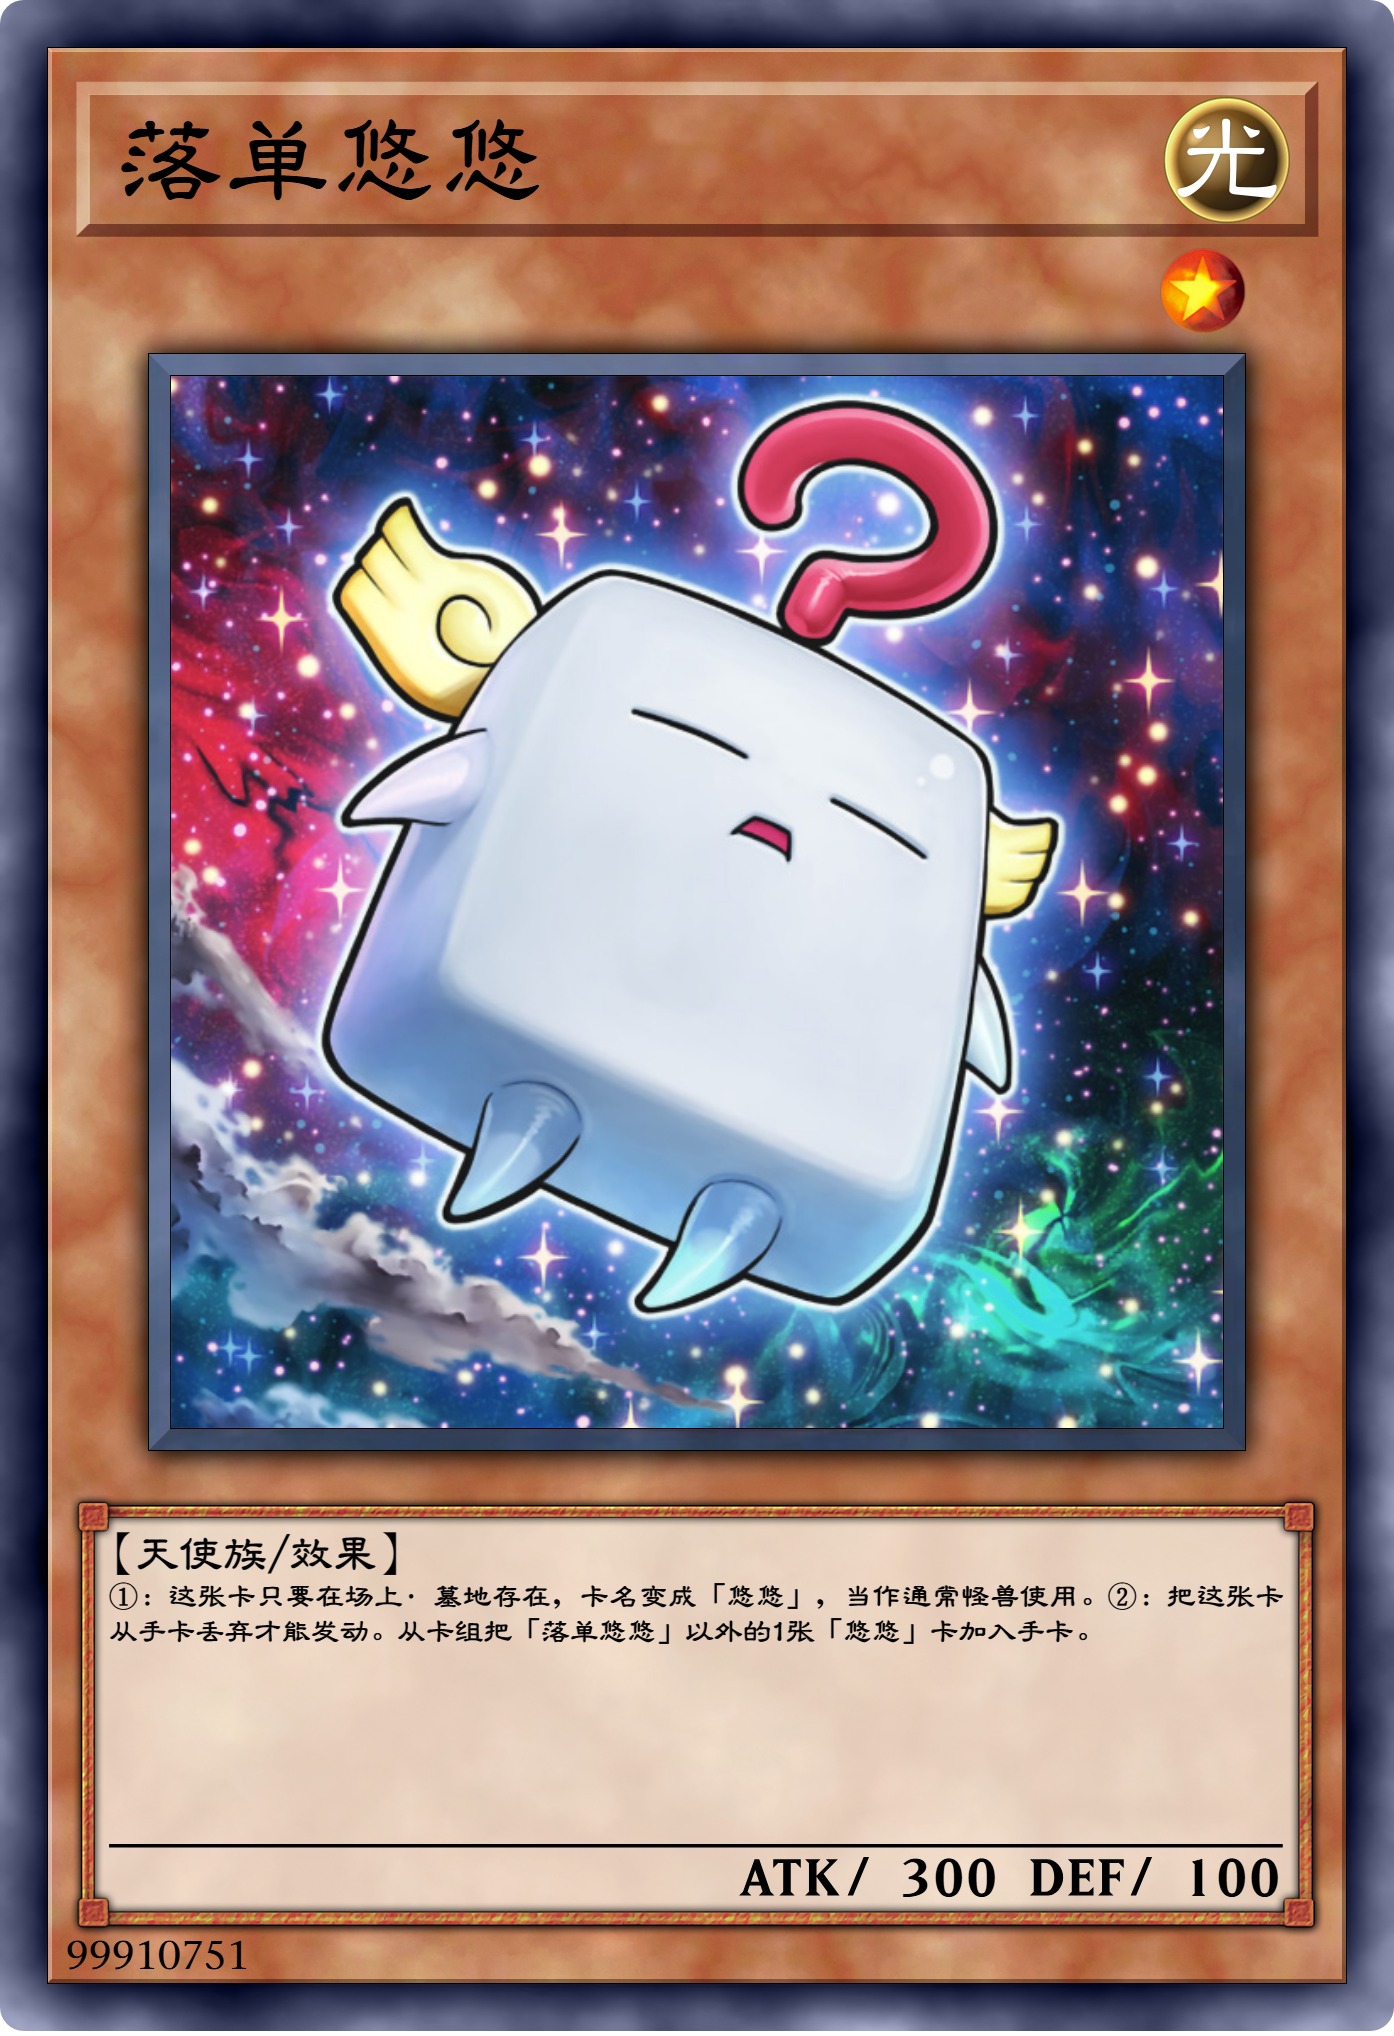 落单悠悠
光
【天使族/效果】
①：这张卡只要在场上·墓地存在，卡名变成「悠悠」，当作通常怪兽使用。②：把这张卡
从手卡丢弃才能发动。从卡组把「落单悠悠」以外的1张「悠悠」卡加入手卡。
ATK/ 300 DEF/ 100
99910751